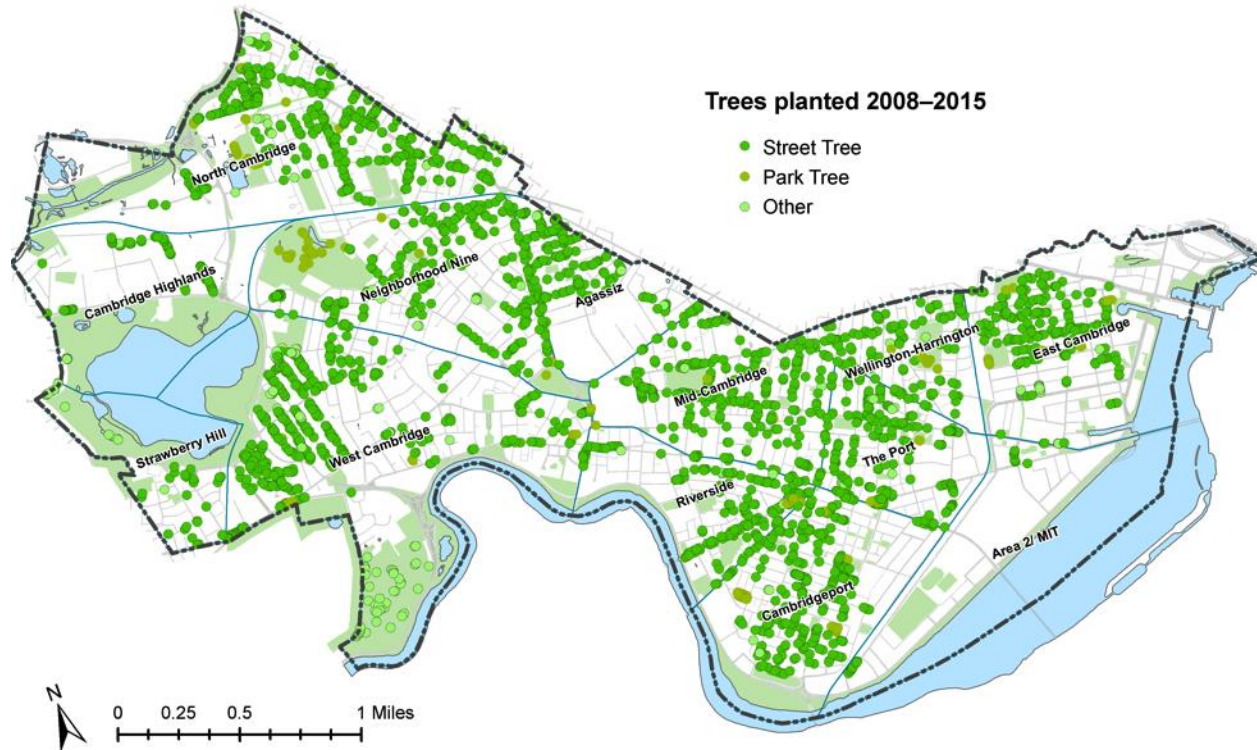 Trees planted 2008–2015
Street Tree
Park Tree
Other
North Cambridge
Cambridge Highlands
Neighborhood Nine
Agassiz
Strawberry Hill
West Cambridge
Mid-Cambridge
Wellington-Harrington
East Cambridge
The Port
Riverside
Area 2/ MIT
Cambridgeport
N
0 0.25 0.5 1 Miles